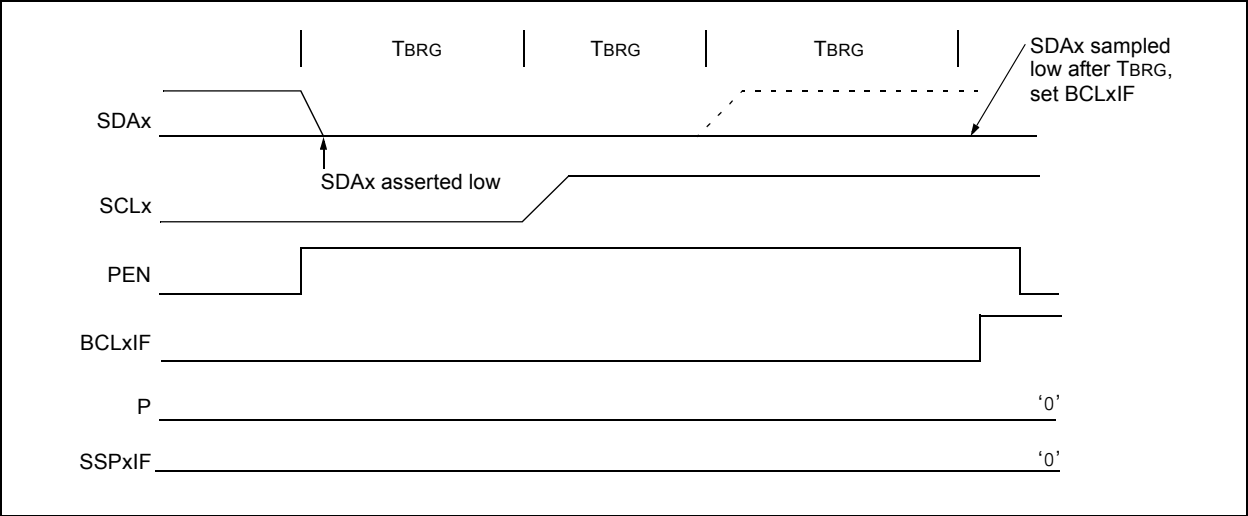 TBRG
TBRG
TBRG
SDAx sampled
low after TBRG,
set BCLxIF
SDAx
SDAx asserted low
SCLx
PEN
BCLxIF
P
‘0’
SSPxIF
‘0’